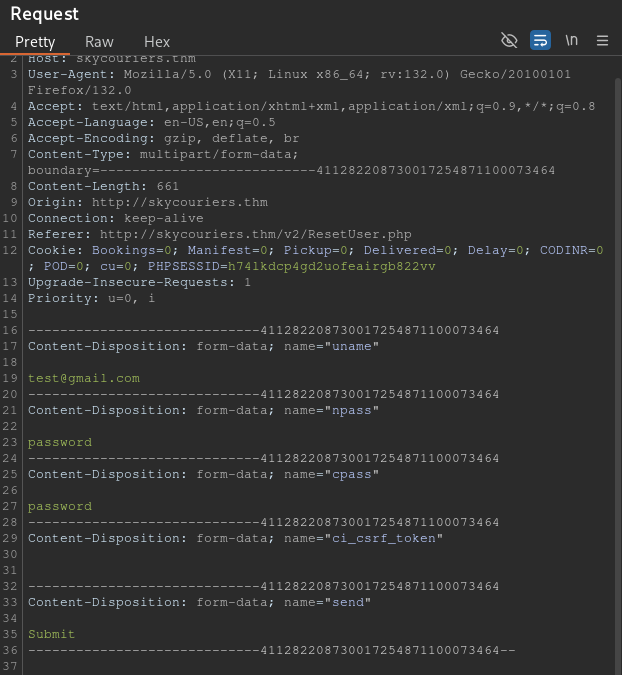 Request
Pretty Raw Hex \n
2 Host: skycouriers.thm
3 User-Agent: Mozilla/5.0 (X11; Linux x86_64; rv:132.0) Gecko/20100101
Firefox/132.0
4 Accept: text/html,application/xhtml+xml,application/xml;q=0.9,*/*;q=0.8
5 Accept-Language: en-US,en;q=0.5
6 Accept-Encoding: gzip, deflate, br
7 Content-Type: multipart/form-data;
boundary=---------------------------4112822087300172548711000​73464
8 Content-Length: 661
9 Origin: http://skycouriers.thm
10 Connection: keep-alive
11 Referer: http://skycouriers.thm/v2/ResetUser.php
12 Cookie: Bookings=0; Manifest=0; Pickup=0; Delivered=0; Delay=0; CODINR=0
; POD=0; cu=0; PHPSESSID=h74lkdcp4gd2uofeairgb822vv
13 Upgrade-Insecure-Requests: 1
14 Priority: u=0, i
15
16 -----------------------------411282208730017254871100073464
17 Content-Disposition: form-data; name="uname"
18
19 test@gmail.com
20 -----------------------------411282208730017254871100073464
21 Content-Disposition: form-data; name="npass"
22
23 password
24 -----------------------------411282208730017254871100073464
25 Content-Disposition: form-data; name="cpass"
26
27 password
28 -----------------------------411282208730017254871100073464
29 Content-Disposition: form-data; name="ci_csrf_token"
30
31
32 -----------------------------411282208730017254871100073464
33 Content-Disposition: form-data; name="send"
34
35 Submit
36 -----------------------------411282208730017254871100073464--
37